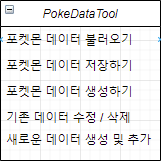 PokeDataTool
포켓몬 데이터 불러오기
포켓몬 데이터 저장하기
포켓몬 데이터 생성하기
기존 데이터 수정 / 삭제
새로운 데이터 생성 및 추가